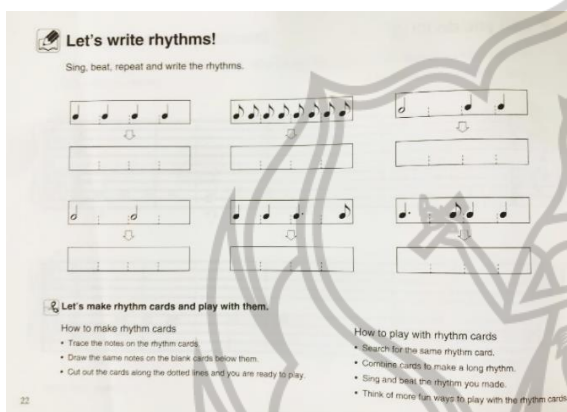 Let's write rhythms!
Sing, beat, repeat and write the rhythms.
Let's make rhythm cards and play with them.
How to make rhythm cards
• Trace the notes on the rhythm cards.
• Draw the same notes on the blank cards below them.
• Cut out the cards along the dotted lines and you are ready to play.
How to play with rhythm cards
• Search for the same rhythm card.
• Combine cards to make a long rhythm.
• Sing and beat the rhythm you made.
• Think of more fun ways to play with the rhythm cards
22